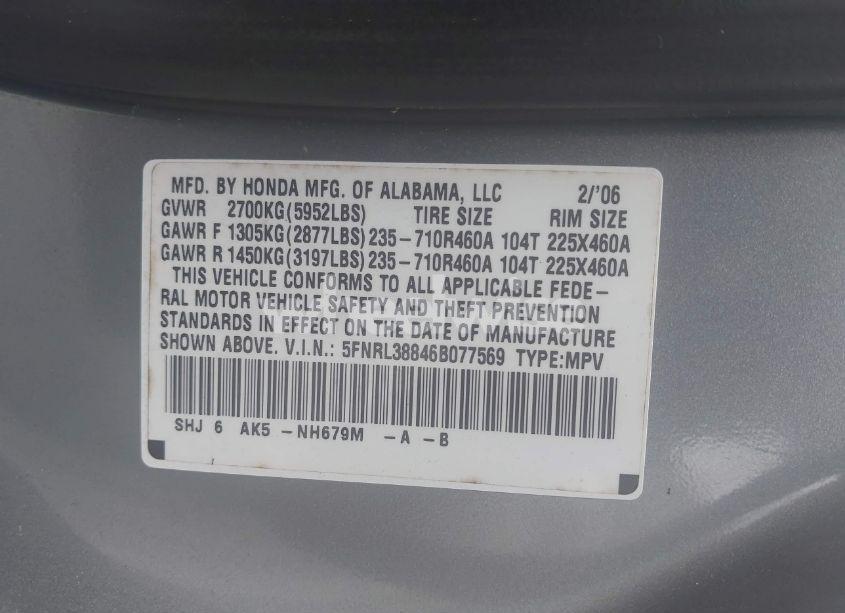 MFD. BY HONDA MFG. OF ALABAMA, LLC 2/'06
GVWR 2700KG(5952LBS) TIRE SIZE RIM SIZE
GAWR F 1305KG(2877LBS) 235-710R460A 104T 225X460A
GAWR R 1450KG(3197LBS) 235-710R460A 104T 225X460A
THIS VEHICLE CONFORMS TO ALL APPLICABLE FEDE-
RAL MOTOR VEHICLE SAFETY AND THEFT PREVENTION
STANDARDS IN EFFECT ON THE DATE OF MANUFACTURE
SHOWN ABOVE. V.I.N.: 5FNRL38846B077569 TYPE:MPV
SHJ 6 AK5 -NH679M -A -B